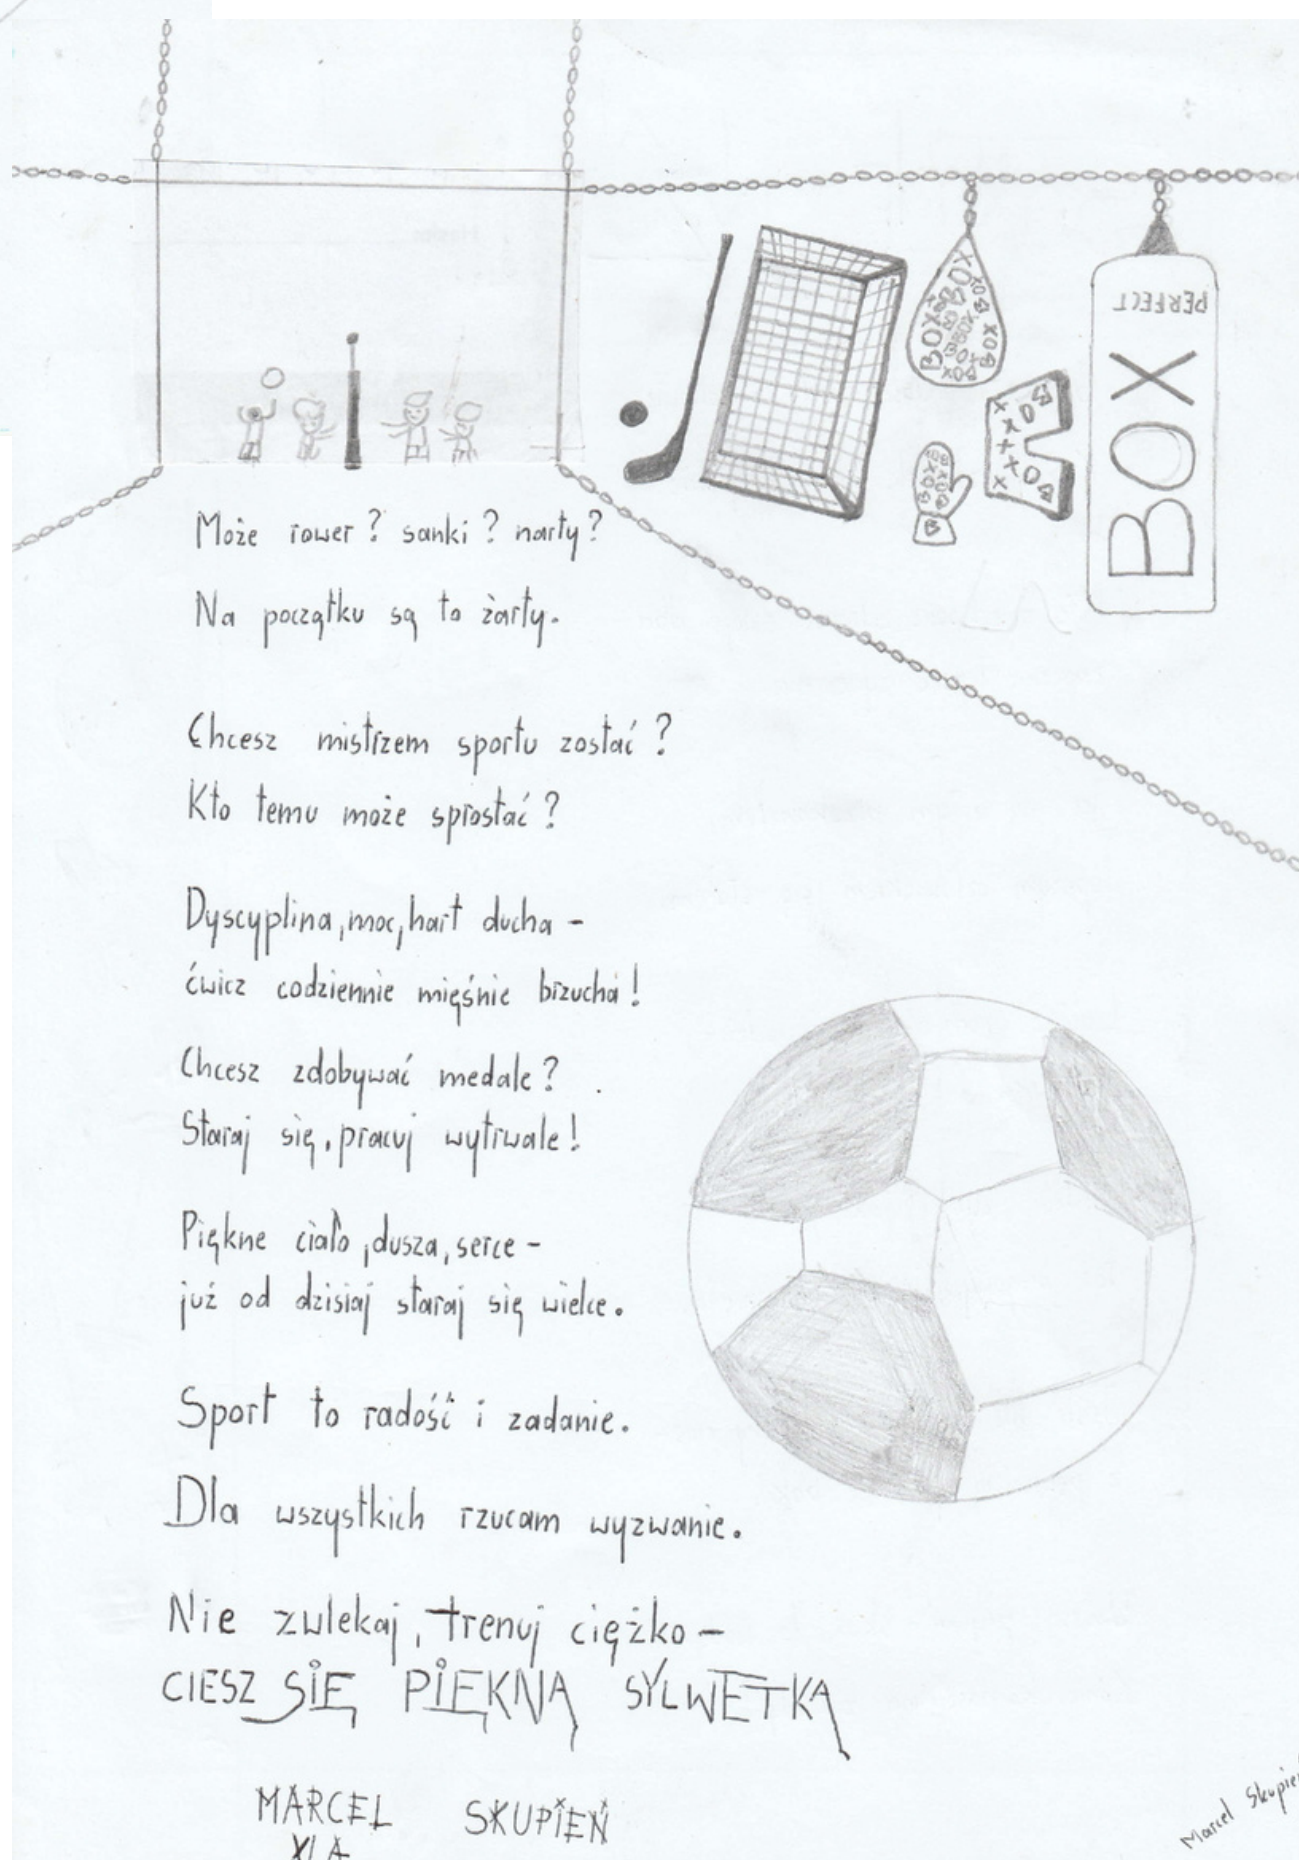 PERFECT
BOX
BOX BOX BOX
Może rower? sanki? narty?
Na początku są to żarty.
Chcesz mistrzem sportu zostać?
Kto temu może sprostać?
Dyscyplina, moc, hart ducha -
ćwicz codziennie mięśnie brzucha!
Chcesz zdobywać medale?
Staraj się, pracuj wytrwale!
Piękne ciało, dusza, serce -
już od dzisiaj staraj się wielce.
Sport to radość i zadanie.
Dla wszystkich rzucam wyzwanie.
Nie zwlekaj, trenuj ciężko -
CIESZ SIĘ PIĘKNĄ SYLWETKĄ
MARCEL SKUPIEŃ
Marcel Skupień